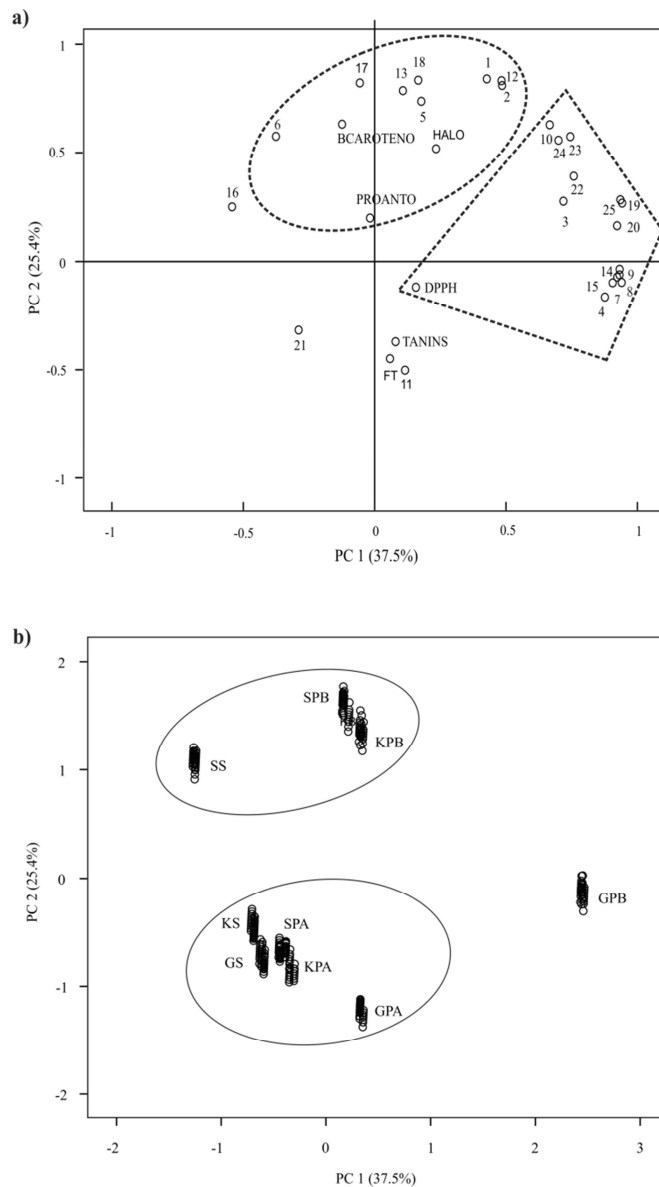 a)
1
0.5
0
-0.5
-1
PC 2 (25.4%)
17
13
18
1
12
2
5
6
BCAROTENO
HALO
16
PROANTO
10
24
23
22
3
25
19
20
14
9
15
8
7
4
DPPH
TANINS
21
FT
11
-1
-0.5
0
0.5
1
PC 1 (37.5%)
b)
2
1
0
-1
-2
PC 2 (25.4%)
SPB
KPB
SS
GPB
KS
SPA
GS
KPA
GPA
-2
-1
0
1
2
3
PC 1 (37.5%)